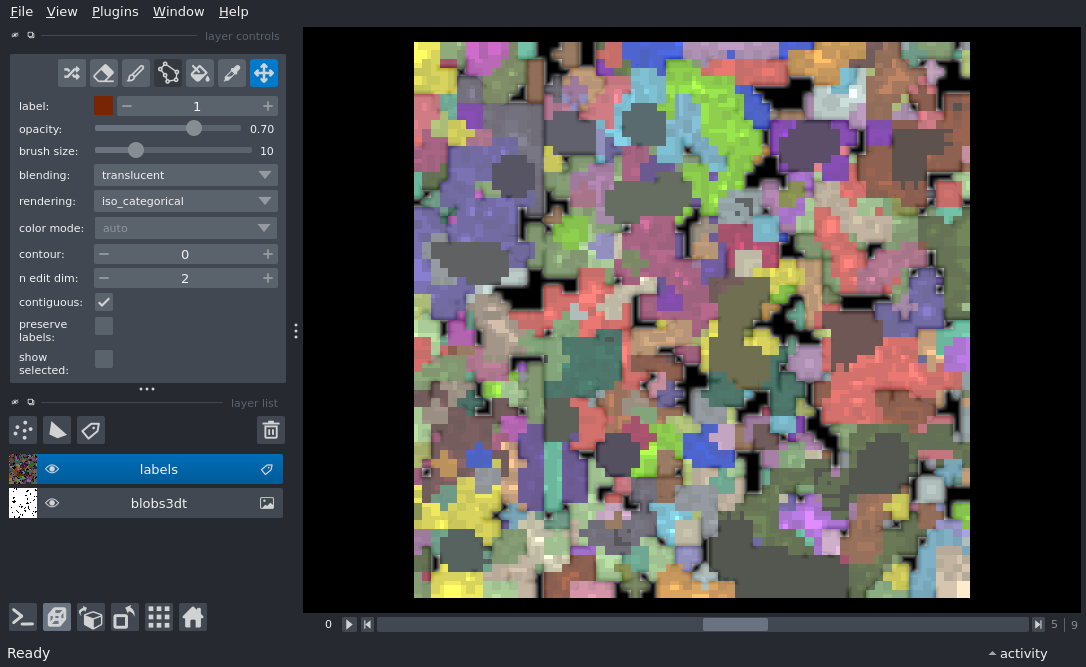 File View Plugins Window Help
layer controls
label: 1
opacity: 0.70
brush size: 10
blending: translucent
rendering: iso_categorical
color mode: auto
contour: 0
n edit dim: 2
contiguous:
preserve
labels:
show
selected:
layer list
labels
blobs3dt
0 5 9
Ready activity